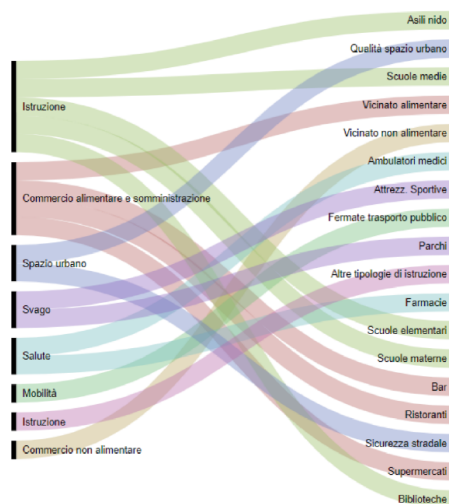 Istruzione
Commercio alimentare e somministrazione
Spazio urbano
Svago
Salute
Mobilità
Istruzione
Commercio non alimentare
Asili nido
Qualità spazio urbano
Scuole medie
Vicinato alimentare
Vicinato non alimentare
Ambulatori medici
Attrezz. Sportive
Fermate trasporto pubblico
Parchi
Altre tipologie di istruzione
Farmacie
Scuole elementari
Scuole materne
Bar
Ristoranti
Sicurezza stradale
Supermercati
Biblioteche